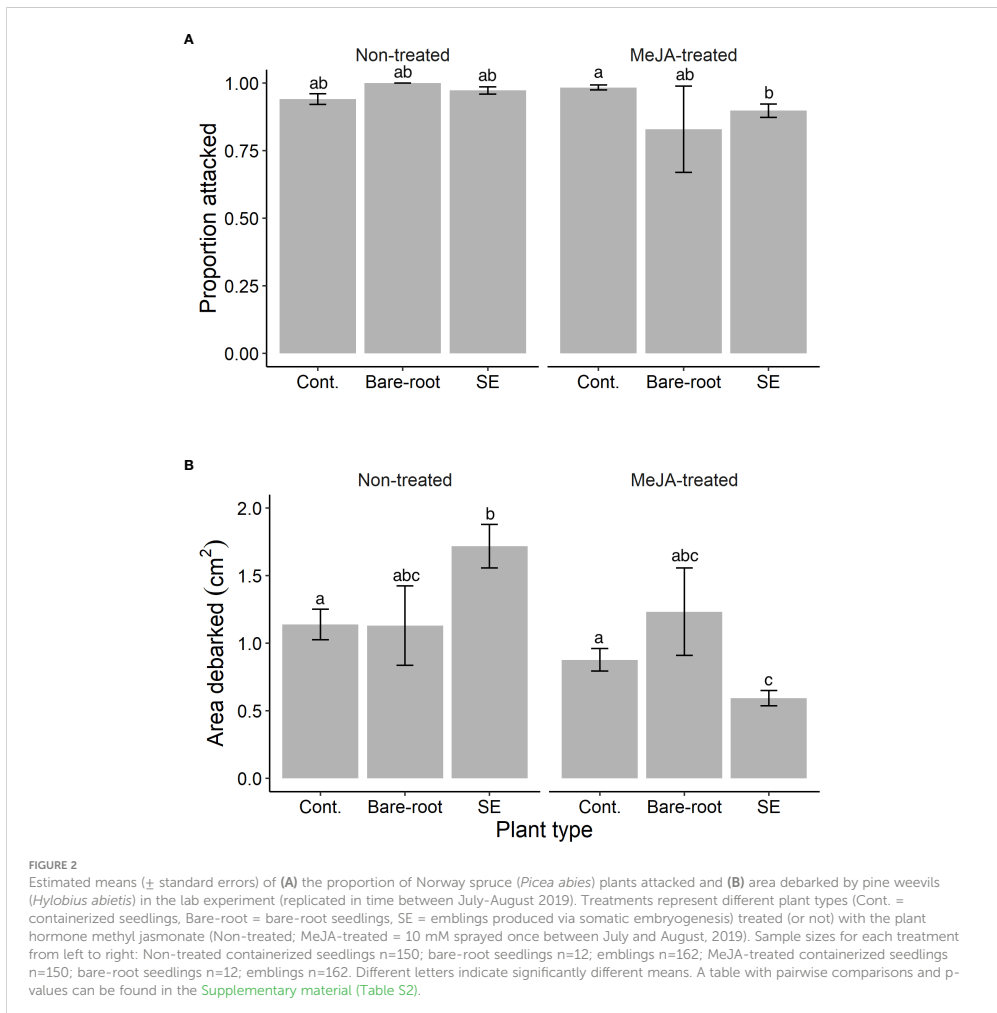 A
Non-treated
MeJA-treated
ab
ab
ab
a
ab
b
1.00
0.75
0.50
0.25
0.00
Proportion attacked
Cont.
Bare-root
SE
Cont.
Bare-root
SE
B
Non-treated
MeJA-treated
a
abc
b
a
abc
c
2.0
1.5
1.0
0.5
0.0
Area debarked (cm²)
Cont.
Bare-root
SE
Cont.
Bare-root
SE
Plant type
FIGURE 2
Estimated means (± standard errors) of (A) the proportion of Norway spruce (Picea abies) plants attacked and (B) area debarked by pine weevils
(Hylobius abietis) in the lab experiment (replicated in time between July-August 2019). Treatments represent different plant types (Cont. =
containerized seedlings, Bare-root = bare-root seedlings, SE = emblings produced via somatic embryogenesis) treated (or not) with the plant
hormone methyl jasmonate (Non-treated; MeJA-treated = 10 mM sprayed once between July and August, 2019). Sample sizes for each treatment
from left to right: Non-treated containerized seedlings n=150; bare-root seedlings n=12; emblings n=162; MeJA-treated containerized seedlings
n=150; bare-root seedlings n=12; emblings n=162. Different letters indicate significantly different means. A table with pairwise comparisons and p-
values can be found in the Supplementary material (Table S2).